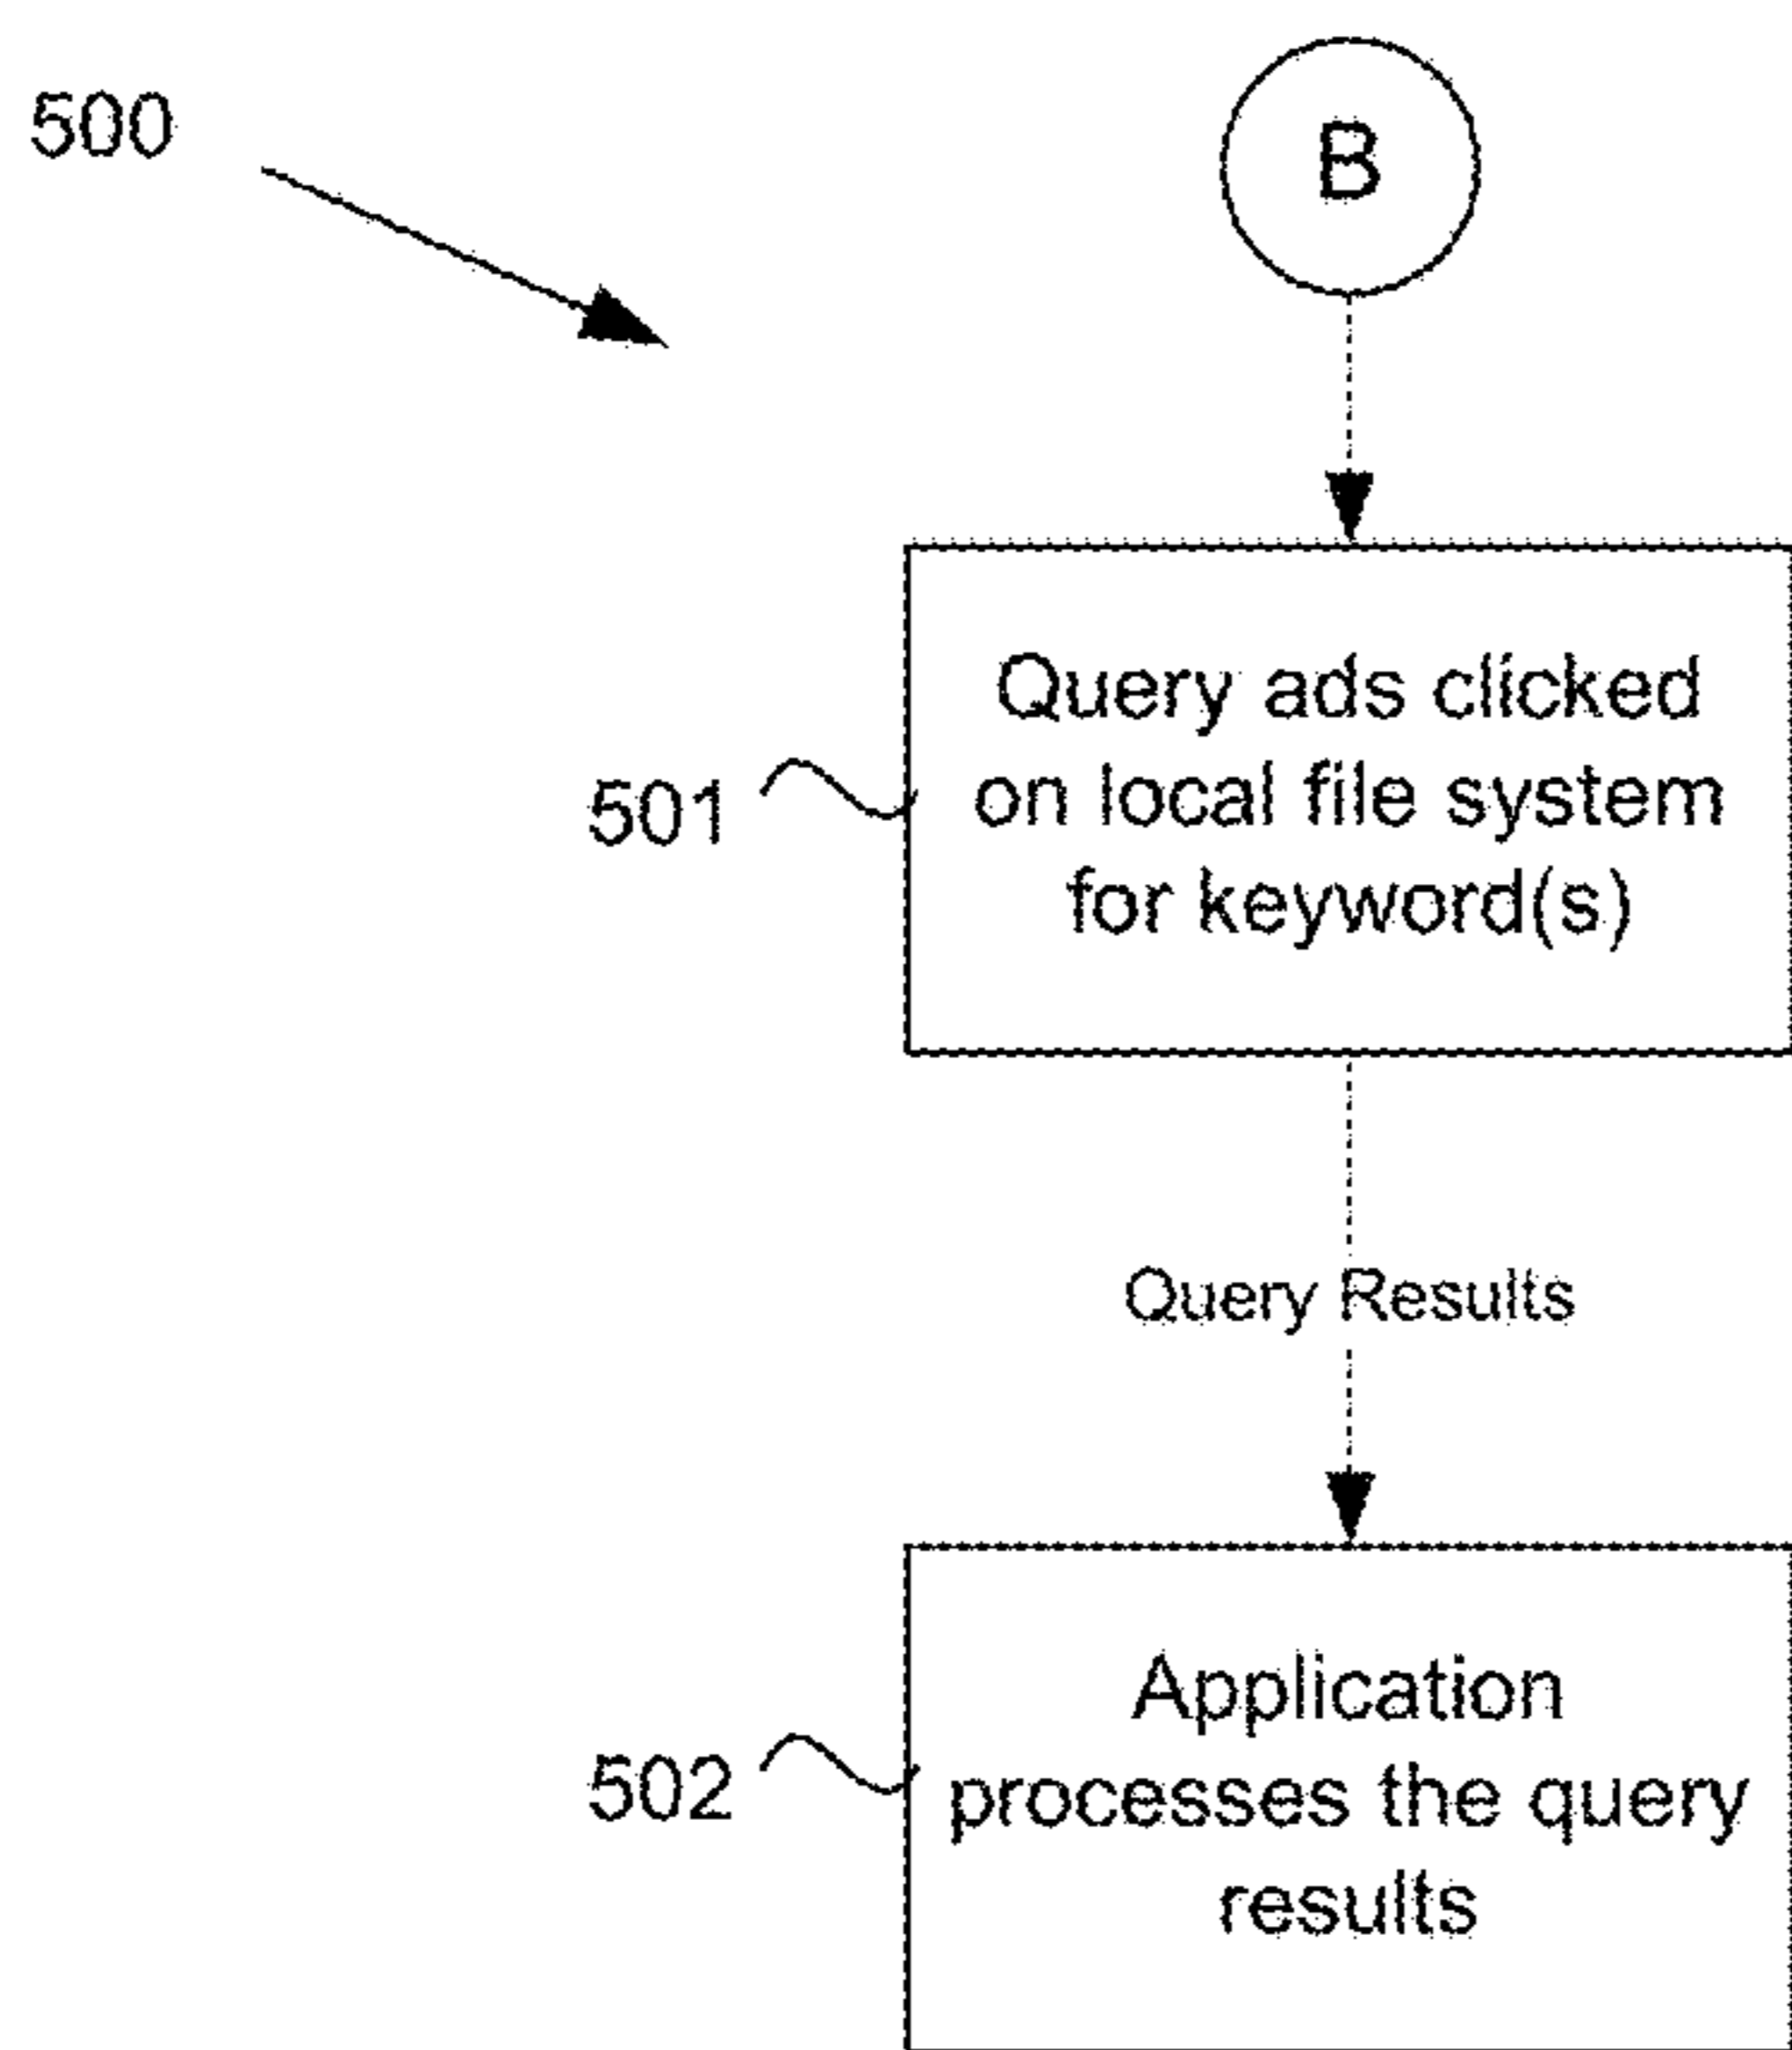 500
B
Query ads clicked
on local file system
for keyword(s)
501
Query Results
Application
processes the query
results
502